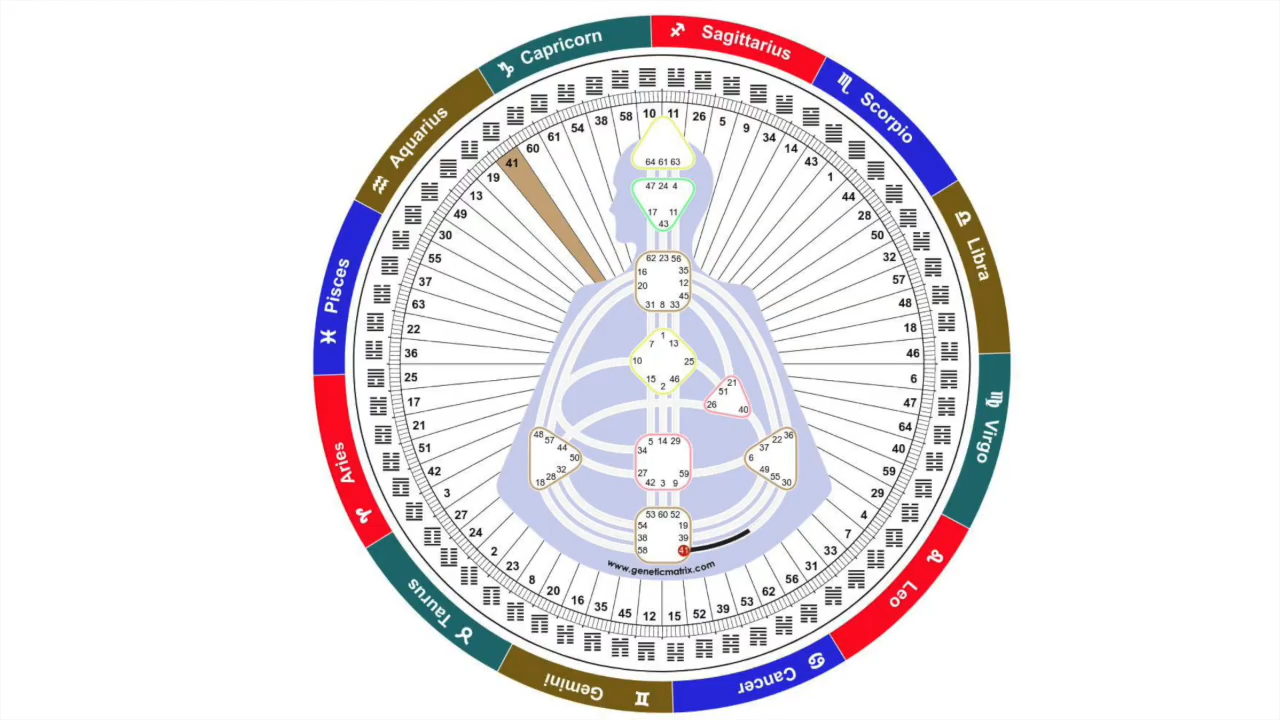 ♐ Sagittarius
♏ Scorpio
♎ Libra
♍ Virgo
♌ Leo
♋ Cancer
♊ Gemini
♉ Taurus
♈ Aries
♓ Pisces
♒ Aquarius
♑ Capricorn
10 11 26 5 9 34 14 43 1 44 28 50 32 57 48 18 46
6 47 64 40 59 29 4 7 33 31 56 62 53 39 52 15
12 45 35 16 20 8 23 2 24 27 3 42 51 21 17 25
36 22 63 37 55 30 49 13 19 41 60 61 54 38 58
64 61 63
47 24 4
17 11
43
62 23 56
16 35
20 12
45
31 8 33
1
7 13
10 25
15 46
2
21
51
26 40
48
57
44
50
32
28
18
5 14 29
34
27 59
42 3 9
36
22
37
6
49
55
30
53 60 52
54 19
38 39
58 41
www.geneticmatrix.com